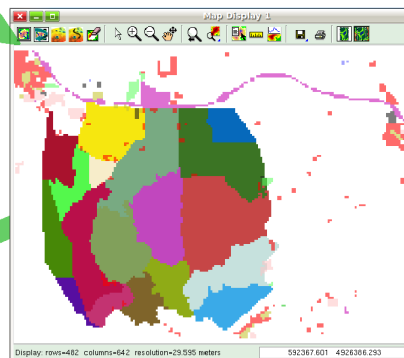 Map Display 1
Display: rows=482 columns=642 resolution=29.595 meters
592367.601 4926386.293